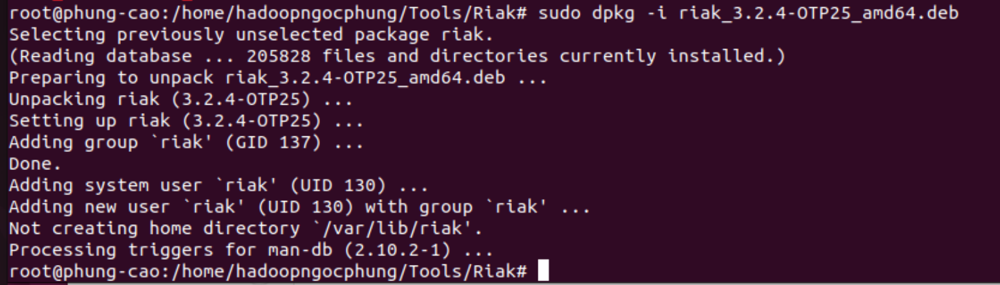 root@phung-cao:/home/hadoopngocphung/Tools/Riak# sudo dpkg -i riak_3.2.4-OTP25_amd64.deb
Selecting previously unselected package riak.
(Reading database ... 205828 files and directories currently installed.)
Preparing to unpack riak_3.2.4-OTP25_amd64.deb ...
Unpacking riak (3.2.4-OTP25) ...
Setting up riak (3.2.4-OTP25) ...
Adding group `riak' (GID 137) ...
Done.
Adding system user `riak' (UID 130) ...
Adding new user `riak' (UID 130) with group `riak' ...
Not creating home directory `/var/lib/riak'.
Processing triggers for man-db (2.10.2-1) ...
root@phung-cao:/home/hadoopngocphung/Tools/Riak#